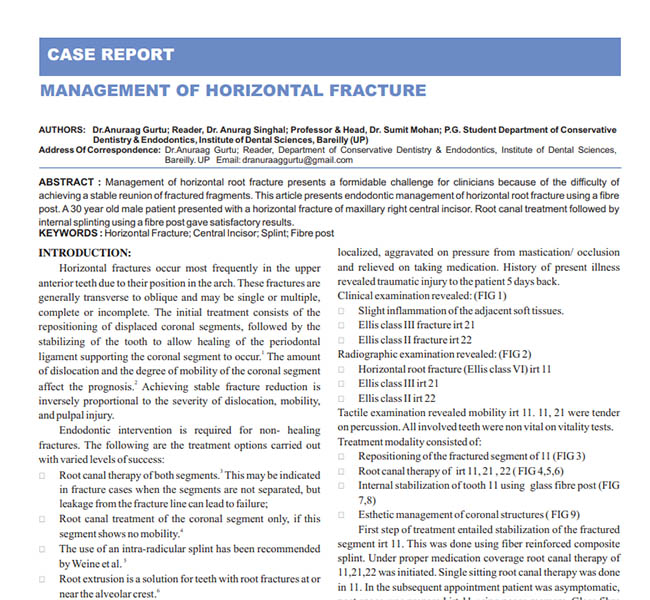 CASE REPORT
MANAGEMENT OF HORIZONTAL FRACTURE
AUTHORS: Dr.Anuraag Gurtu; Reader, Dr. Anurag Singhal; Professor & Head, Dr. Sumit Mohan; P.G. Student Department of Conservative
Dentistry & Endodontics, Institute of Dental Sciences, Bareilly (UP)
Address Of Correspondence: Dr.Anuraag Gurtu; Reader, Department of Conservative Dentistry & Endodontics, Institute of Dental Sciences,
Bareilly. UP Email: dranuraaggurtu@gmail.com
ABSTRACT : Management of horizontal root fracture presents a formidable challenge for clinicians because of the difficulty of
achieving a stable reunion of fractured fragments. This article presents endodontic management of horizontal root fracture using a fibre
post. A 30 year old male patient presented with a horizontal fracture of maxillary right central incisor. Root canal treatment followed by
internal splinting using a fibre post gave satisfactory results.
KEYWORDS : Horizontal Fracture; Central Incisor; Splint; Fibre post
INTRODUCTION:
Horizontal fractures occur most frequently in the upper
anterior teeth due to their position in the arch. These fractures are
generally transverse to oblique and may be single or multiple,
complete or incomplete. The initial treatment consists of the
repositioning of displaced coronal segments, followed by the
stabilizing of the tooth to allow healing of the periodontal
ligament supporting the coronal segment to occur.1 The amount
of dislocation and the degree of mobility of the coronal segment
affect the prognosis.2 Achieving stable fracture reduction is
inversely proportional to the severity of dislocation, mobility,
and pulpal injury.
Endodontic intervention is required for non- healing
fractures. The following are the treatment options carried out
with varied levels of success:
□ Root canal therapy of both segments.3 This may be indicated
in fracture cases when the segments are not separated, but
leakage from the fracture line can lead to failure;
□ Root canal treatment of the coronal segment only, if this
segment shows no mobility.4
□ The use of an intra-radicular splint has been recommended
by Weine et al. 5
□ Root extrusion is a solution for teeth with root fractures at or
near the alveolar crest.6
localized, aggravated on pressure from mastication/ occlusion
and relieved on taking medication. History of present illness
revealed traumatic injury to the patient 5 days back.
Clinical examination revealed: (FIG 1)
□ Slight inflammation of the adjacent soft tissues.
□ Ellis class III fracture irt 21
□ Ellis class II fracture irt 22
Radiographic examination revealed: (FIG 2)
□ Horizontal root fracture (Ellis class VI) irt 11
□ Ellis class III irt 21
□ Ellis class II irt 22
Tactile examination revealed mobility irt 11. 11, 21 were tender
on percussion. All involved teeth were non vital on vitality tests.
Treatment modality consisted of:
□ Repositioning of the fractured segment of 11 (FIG 3)
□ Root canal therapy of irt 11, 21 , 22 ( FIG 4,5,6)
□ Internal stabilization of tooth 11 using glass fibre post (FIG
7,8)
□ Esthetic management of coronal structures ( FIG 9)
First step of treatment entailed stabilization of the fractured
segment irt 11. This was done using fiber reinforced composite
splint. Under proper medication coverage root canal therapy of
11,21,22 was initiated. Single sitting root canal therapy was done
in 11. In the subsequent appointment patient was asymptomatic,